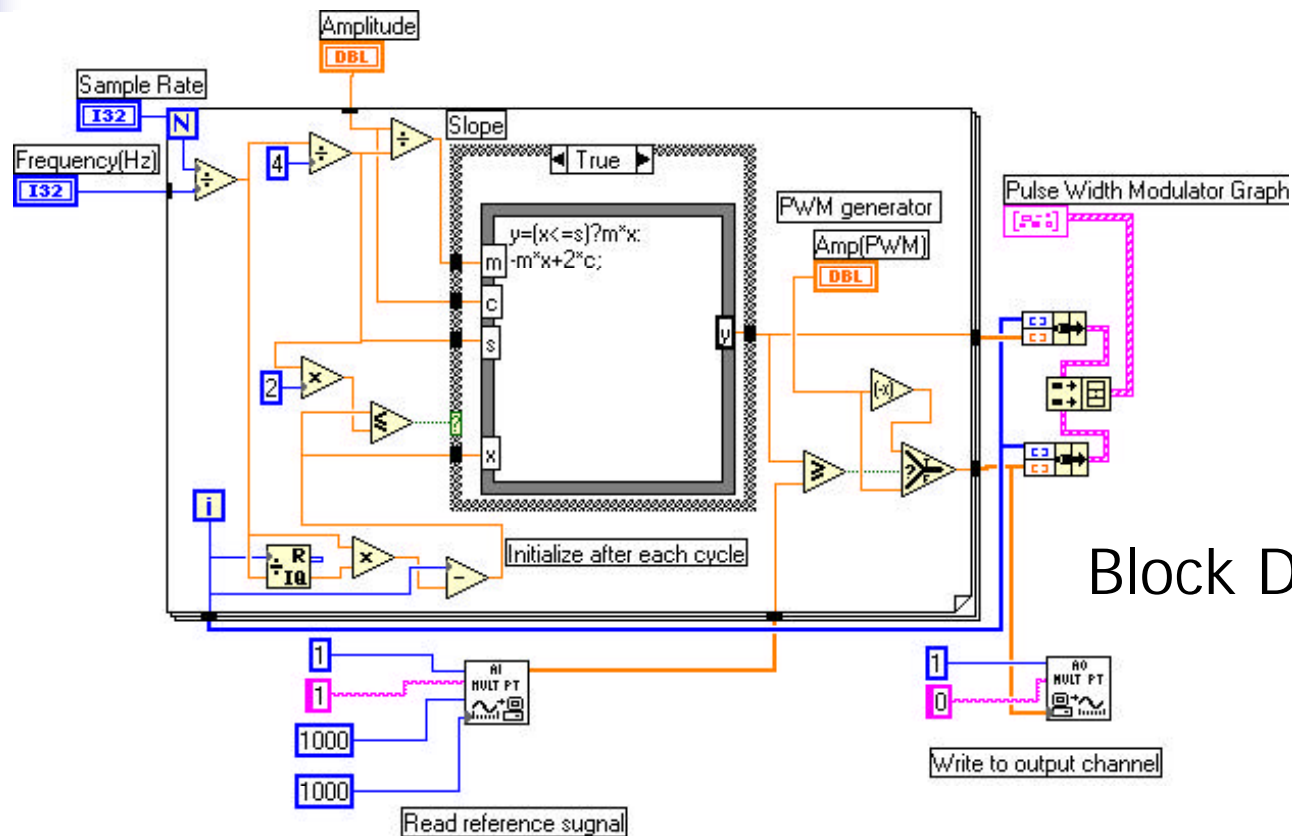 Amplitude
DBL
Sample Rate
I32
N
Frequency(Hz)
I32
÷
4
÷
÷
Slope
True
y=(x<=s)?m*x:
-m*x+2*c;
m
c
s
y
x
2
x
≤
?
PWM generator
Amp(PWM)
DBL
(-x)
≥
?
T
F
Pulse Width Modulator Graph
i
R
÷ IQ
x
-
Initialize after each cycle
Block D
1
1
1000
1000
AI
MULT PT
Read reference sugnal
1
0
AO
MULT PT
Write to output channel